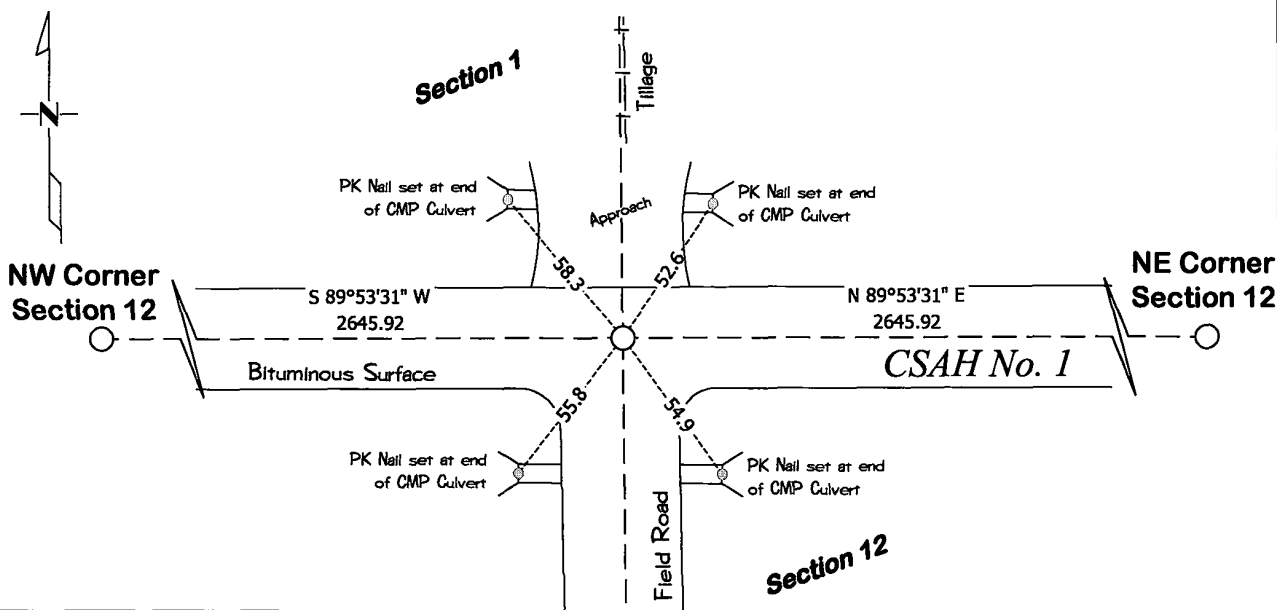 Section 1
Tillage
N
PK Nail set at end
of CMP Culvert
PK Nail set at end
of CMP Culvert
Approach
58.3
52.6
NW Corner
Section 12
S 89°53'31" W
2645.92
N 89°53'31" E
2645.92
NE Corner
Section 12
Bituminous Surface
CSAH No. 1
55.8
54.9
PK Nail set at end
of CMP Culvert
PK Nail set at end
of CMP Culvert
Field Road
Section 12